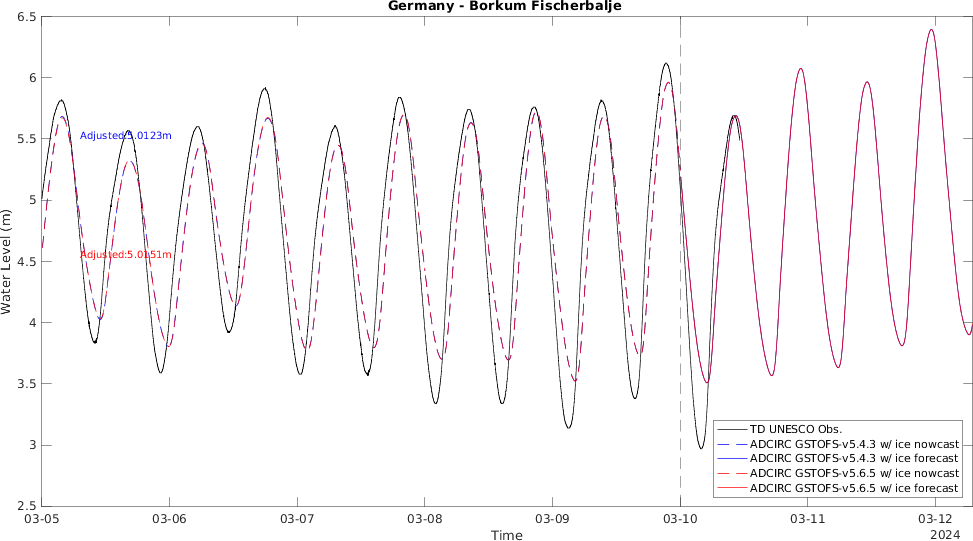 Germany - Borkum Fischerbalje
6.5
6
5.5
5
4.5
4
3.5
3
2.5
Water Level (m)
Adjusted:5.0123m
Adjusted:5.0151m
TD UNESCO Obs.
ADCIRC GSTOFS-v5.4.3 w/ ice nowcast
ADCIRC GSTOFS-v5.4.3 w/ ice forecast
ADCIRC GSTOFS-v5.6.5 w/ ice nowcast
ADCIRC GSTOFS-v5.6.5 w/ ice forecast
03-05 03-06 03-07 03-08 03-09 03-10 03-11 03-12
Time
2024